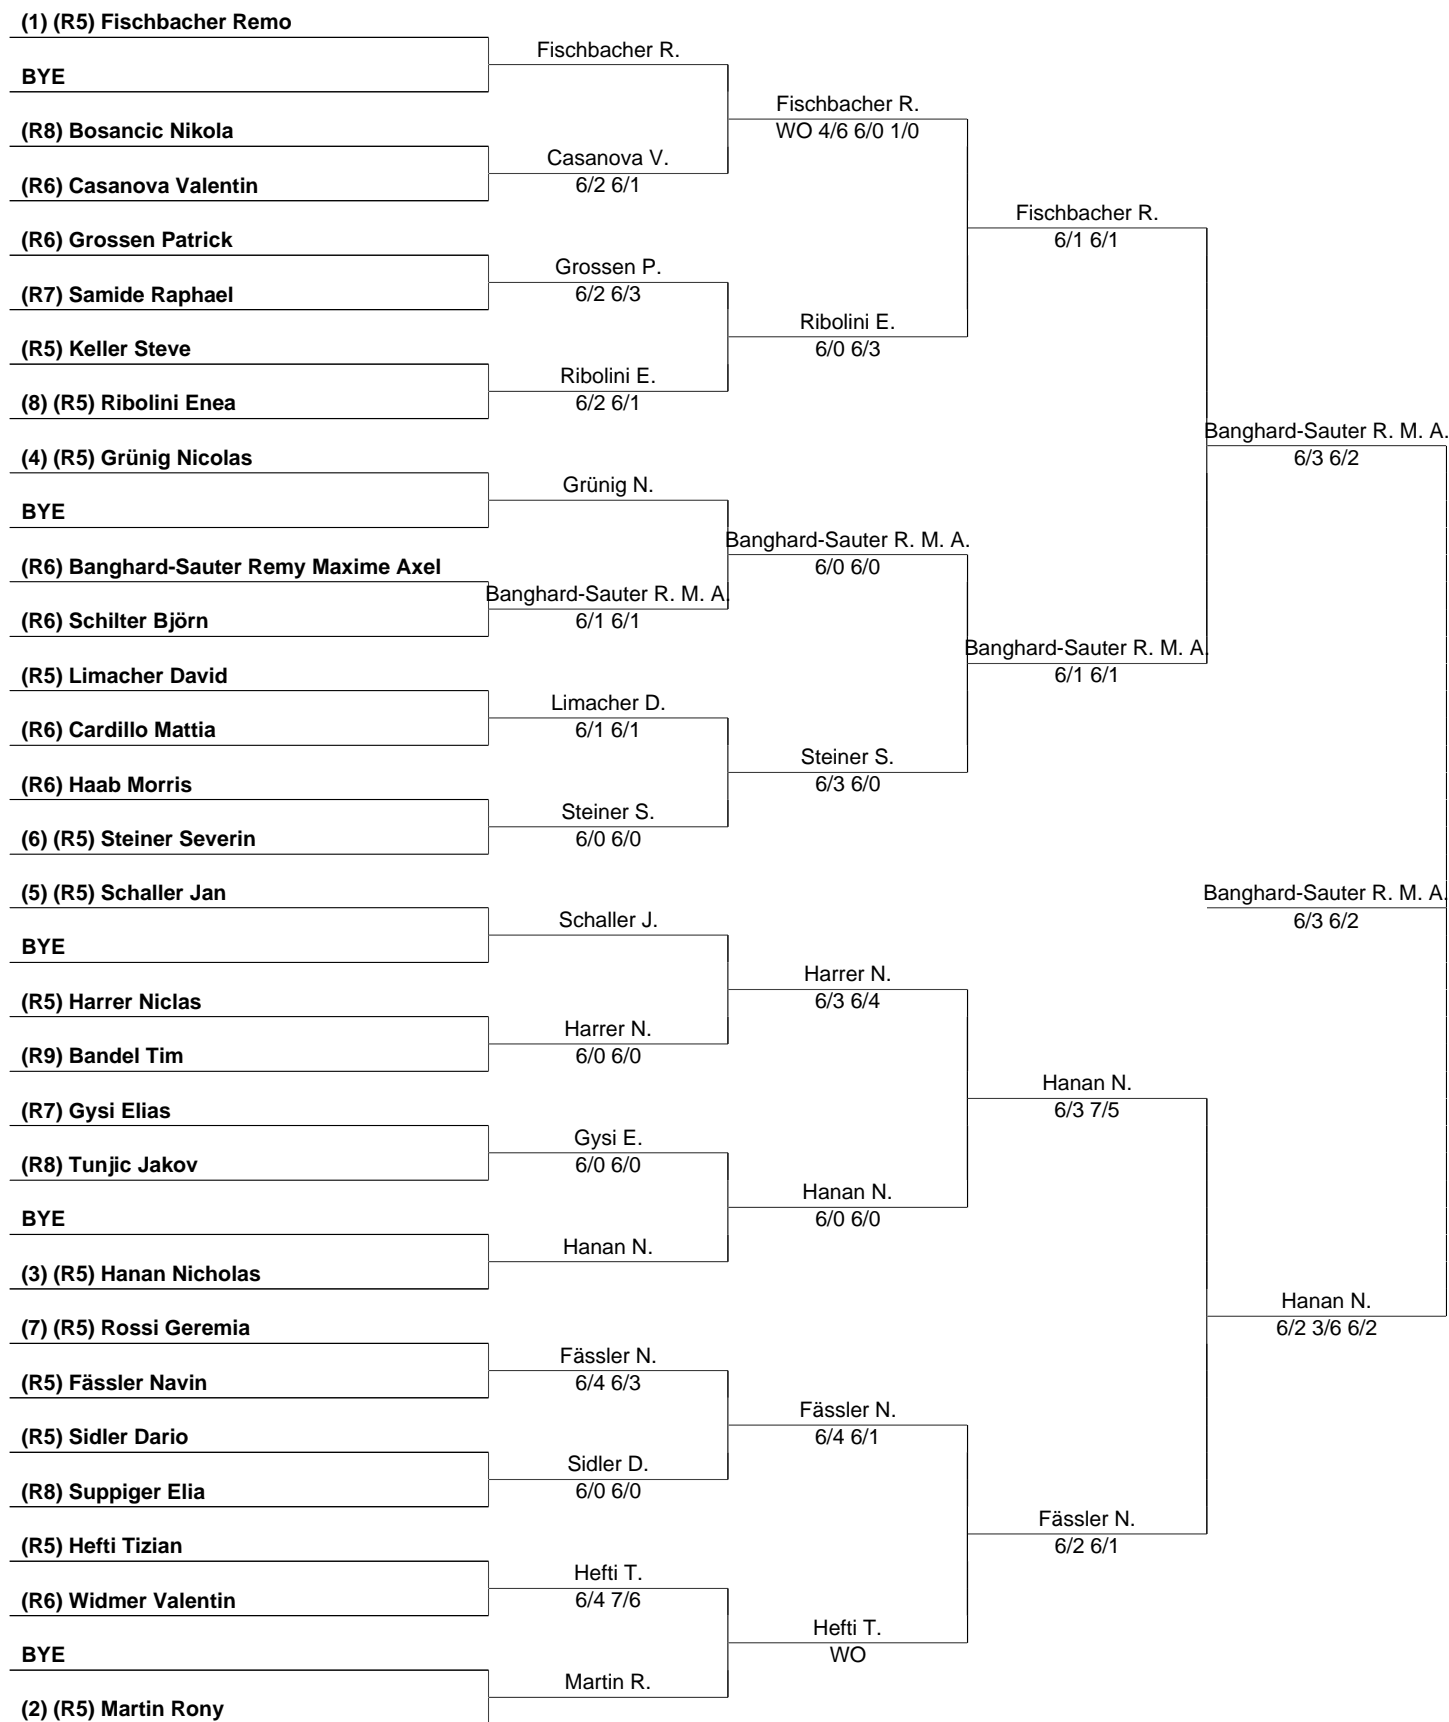 (1) (R5) Fischbacher Remo
Fischbacher R.
BYE
Fischbacher R.
WO 4/6 6/0 1/0
(R8) Bosancic Nikola
Casanova V.
6/2 6/1
(R6) Casanova Valentin
Fischbacher R.
6/1 6/1
(R6) Grossen Patrick
Grossen P.
6/2 6/3
(R7) Samide Raphael
Ribolini E.
6/0 6/3
(R5) Keller Steve
Ribolini E.
6/2 6/1
(8) (R5) Ribolini Enea
Banghard-Sauter R. M. A.
6/3 6/2
(4) (R5) Grünig Nicolas
Grünig N.
BYE
Banghard-Sauter R. M. A.
6/0 6/0
(R6) Banghard-Sauter Remy Maxime Axel
Banghard-Sauter R. M. A.
6/1 6/1
(R6) Schilter Björn
Banghard-Sauter R. M. A.
6/1 6/1
(R5) Limacher David
Limacher D.
6/1 6/1
(R6) Cardillo Mattia
Steiner S.
6/3 6/0
(R6) Haab Morris
Steiner S.
6/0 6/0
(6) (R5) Steiner Severin
(5) (R5) Schaller Jan
Banghard-Sauter R. M. A.
6/3 6/2
Schaller J.
BYE
Harrer N.
6/3 6/4
(R5) Harrer Niclas
Harrer N.
6/0 6/0
(R9) Bandel Tim
Hanan N.
6/3 7/5
(R7) Gysi Elias
Gysi E.
6/0 6/0
(R8) Tunjic Jakov
Hanan N.
6/0 6/0
BYE
Hanan N.
(3) (R5) Hanan Nicholas
Hanan N.
6/2 3/6 6/2
(7) (R5) Rossi Geremia
Fässler N.
6/4 6/3
(R5) Fässler Navin
Fässler N.
6/4 6/1
(R5) Sidler Dario
Sidler D.
6/0 6/0
(R8) Suppiger Elia
Fässler N.
6/2 6/1
(R5) Hefti Tizian
Hefti T.
6/4 7/6
(R6) Widmer Valentin
Hefti T.
WO
BYE
Martin R.
(2) (R5) Martin Rony